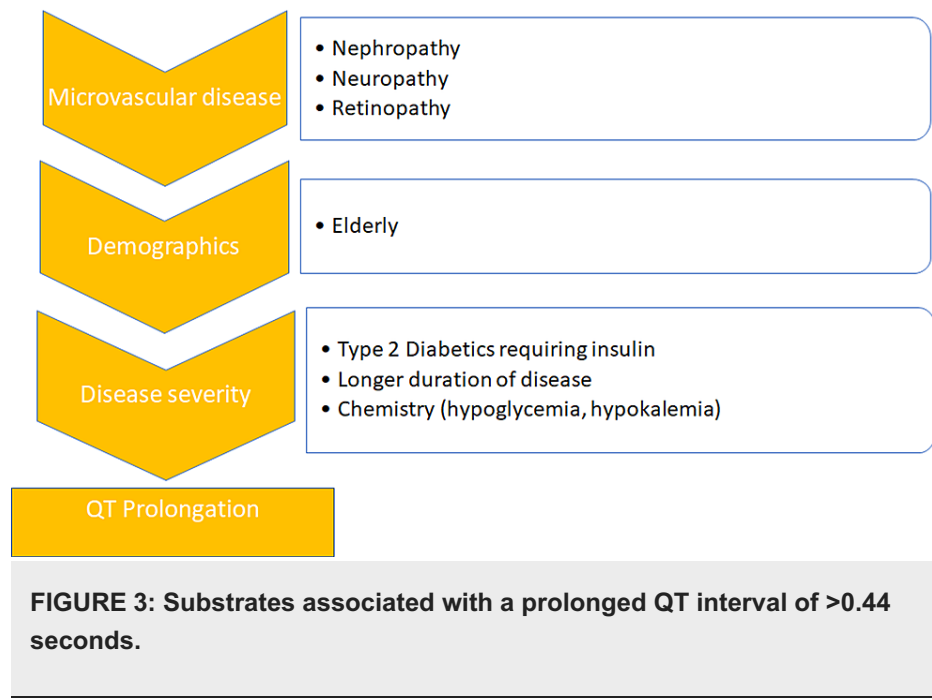 Microvascular disease
• Nephropathy
• Neuropathy
• Retinopathy
Demographics
• Elderly
Disease severity
• Type 2 Diabetics requiring insulin
• Longer duration of disease
• Chemistry (hypoglycemia, hypokalemia)
QT Prolongation
FIGURE 3: Substrates associated with a prolonged QT interval of >0.44
seconds.